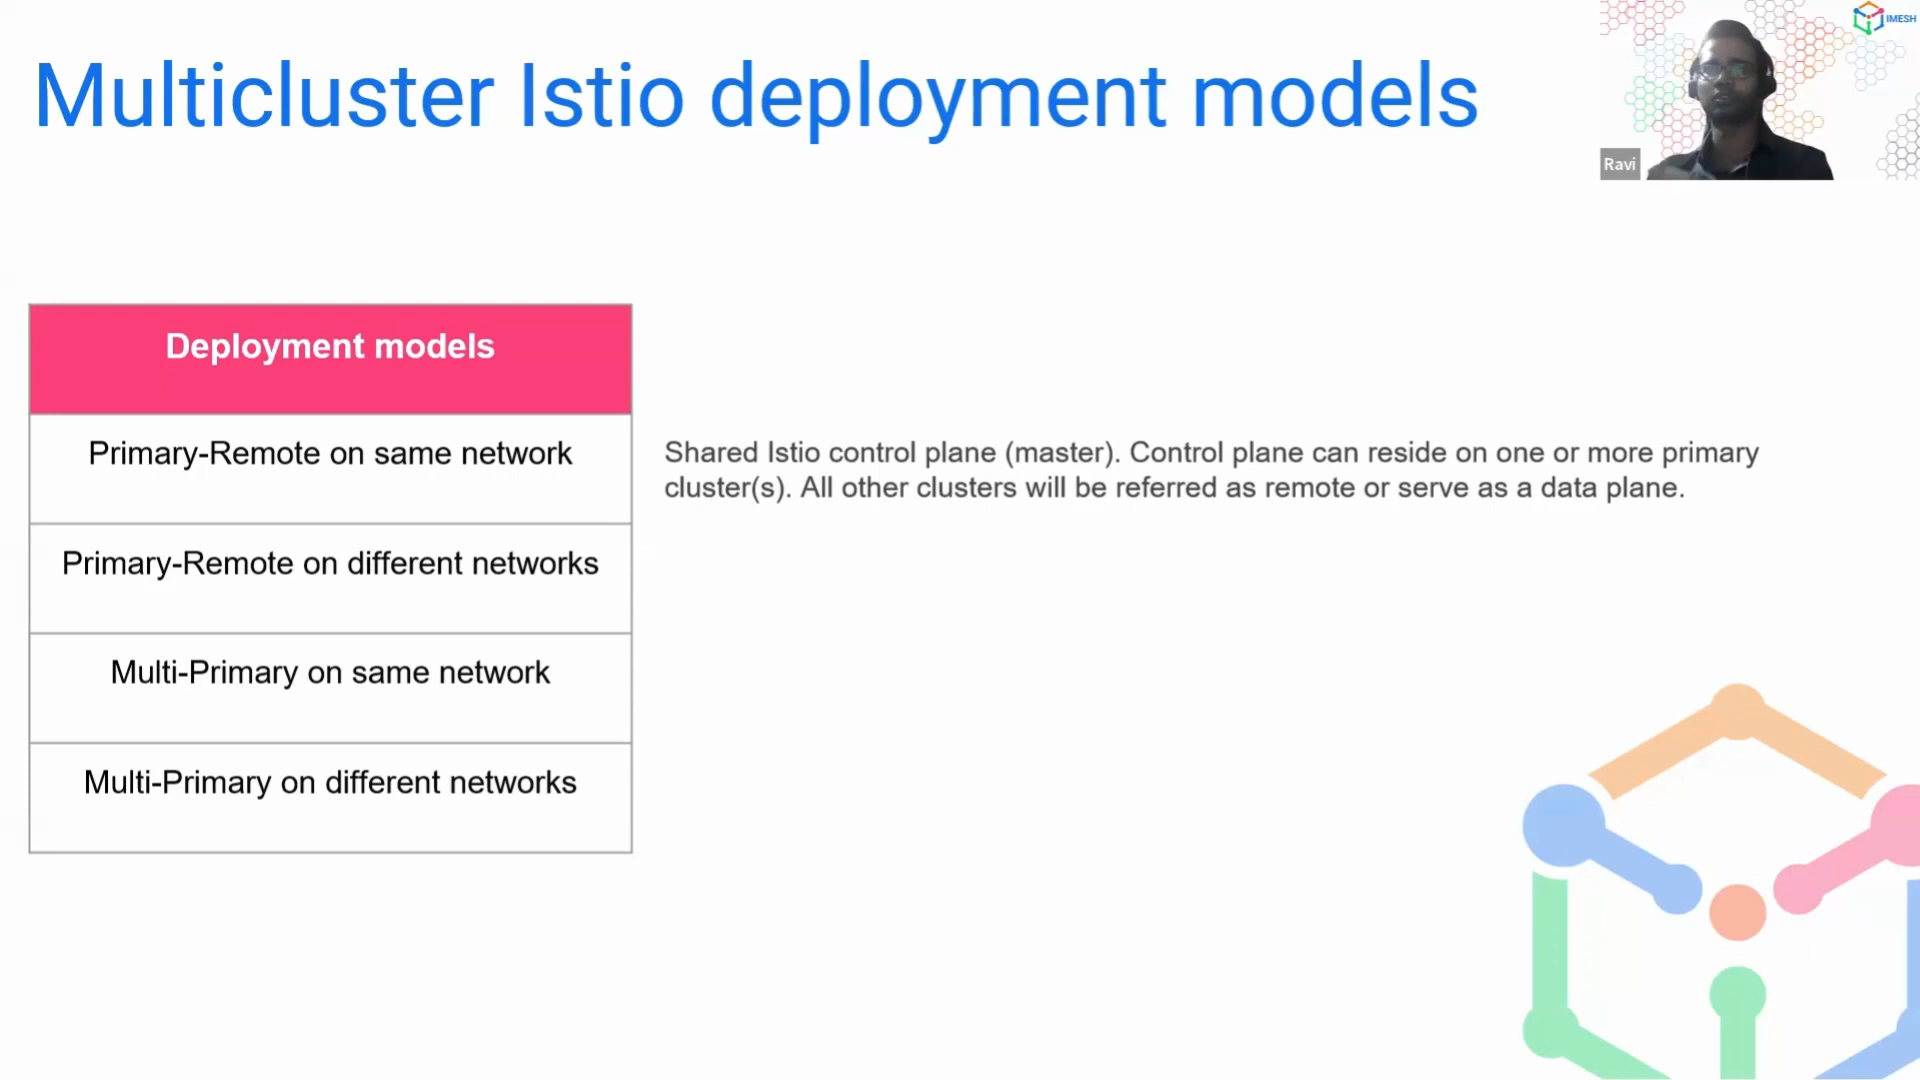 Multicluster Istio deployment models
IMESH
Ravi
Deployment models
Primary-Remote on same network
Shared Istio control plane (master). Control plane can reside on one or more primary
cluster(s). All other clusters will be referred as remote or serve as a data plane.
Primary-Remote on different networks
Multi-Primary on same network
Multi-Primary on different networks